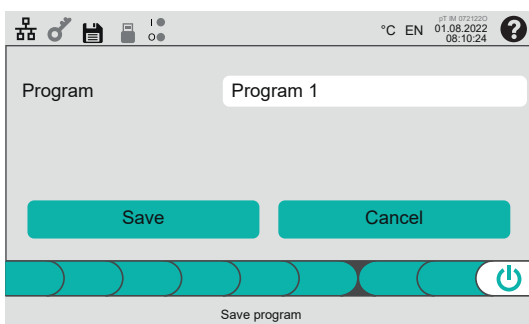 I
O
°C EN
pT IM 072122O
01.08.2022
08:10:24
?
Program
Program 1
Save
Cancel
Save program